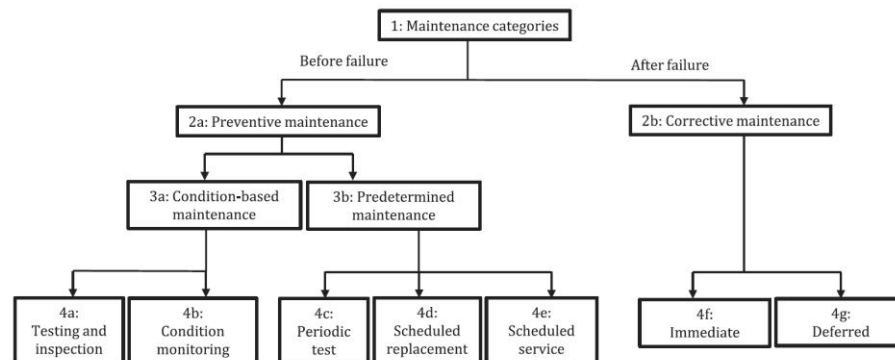 1: Maintenance categories
Before failure
After failure
2a: Preventive maintenance
2b: Corrective maintenance
3a: Condition-based
maintenance
3b: Predetermined
maintenance
4a:
Testing and
inspection
4b:
Condition
monitoring
4c:
Periodic
test
4d:
Scheduled
replacement
4e:
Scheduled
service
4f:
Immediate
4g:
Deferred